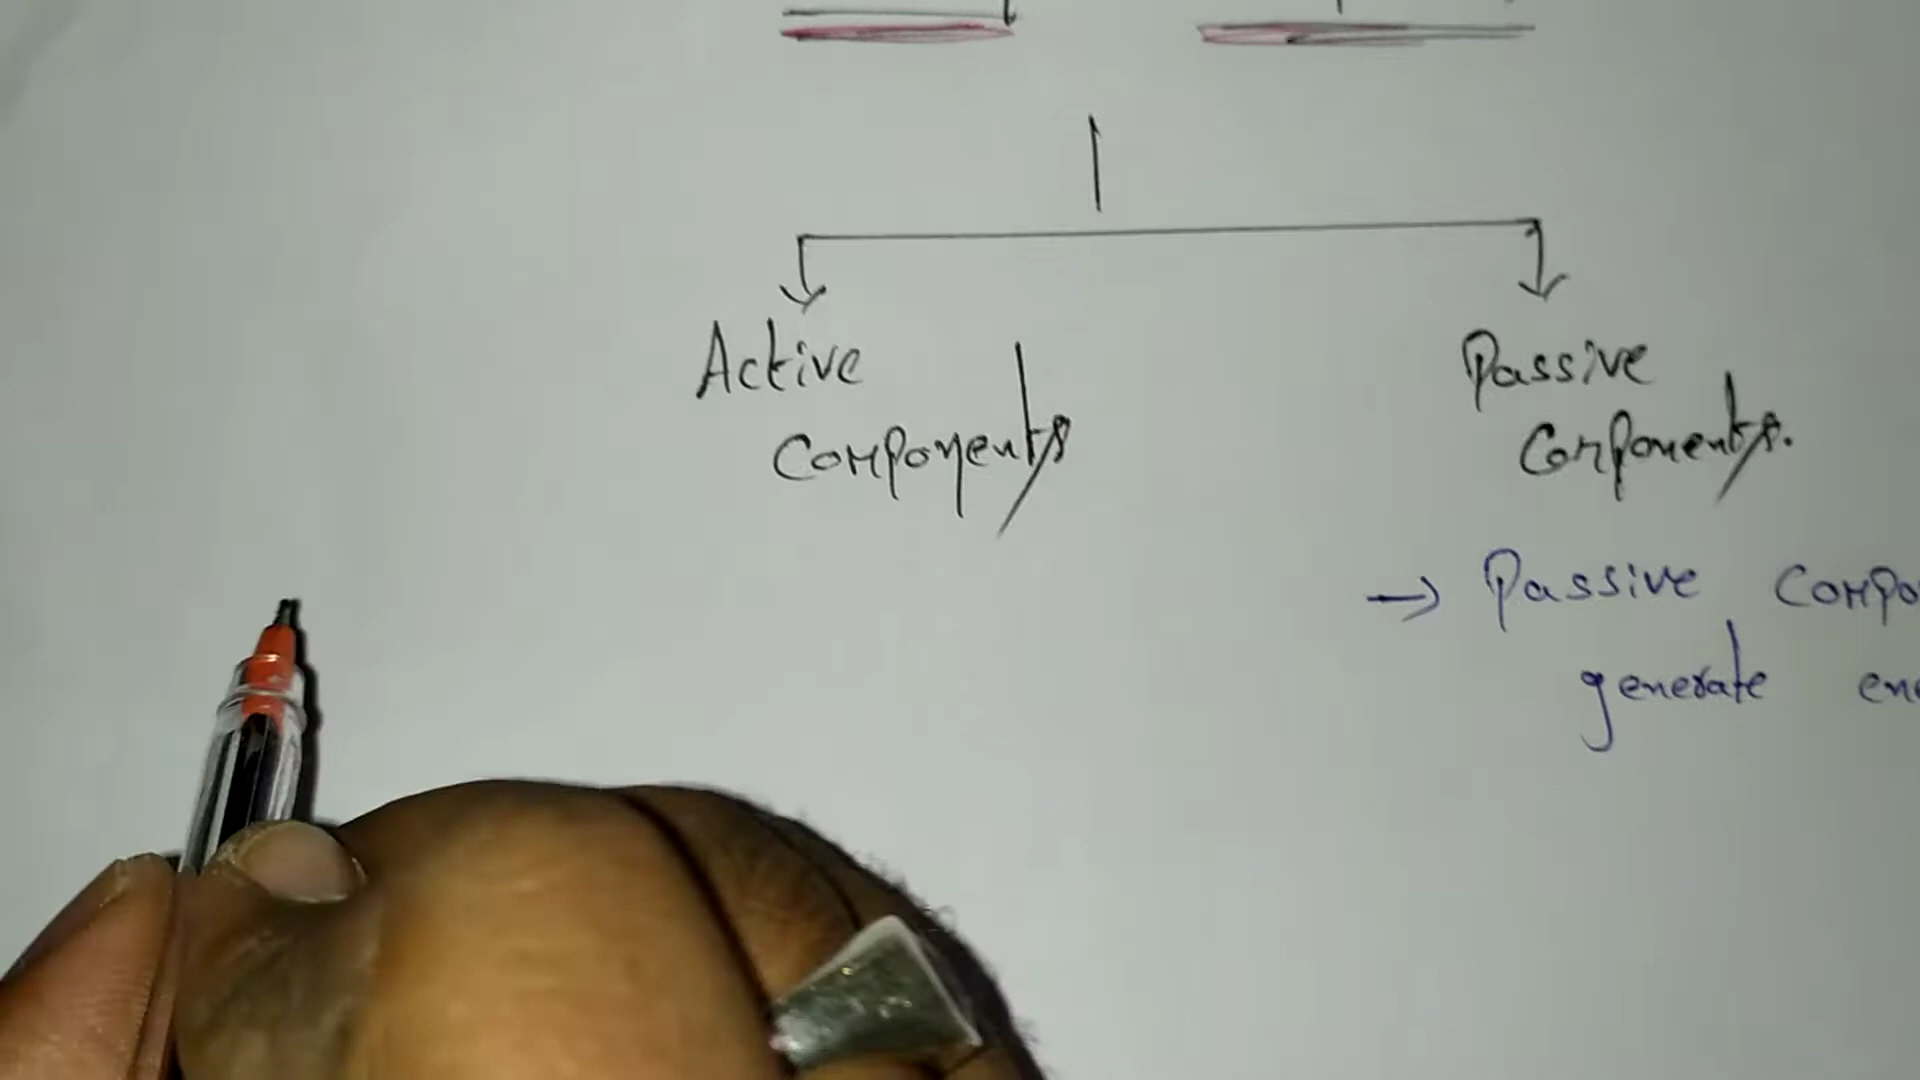 Active
Components
Passive
Components.
→ Passive
generate